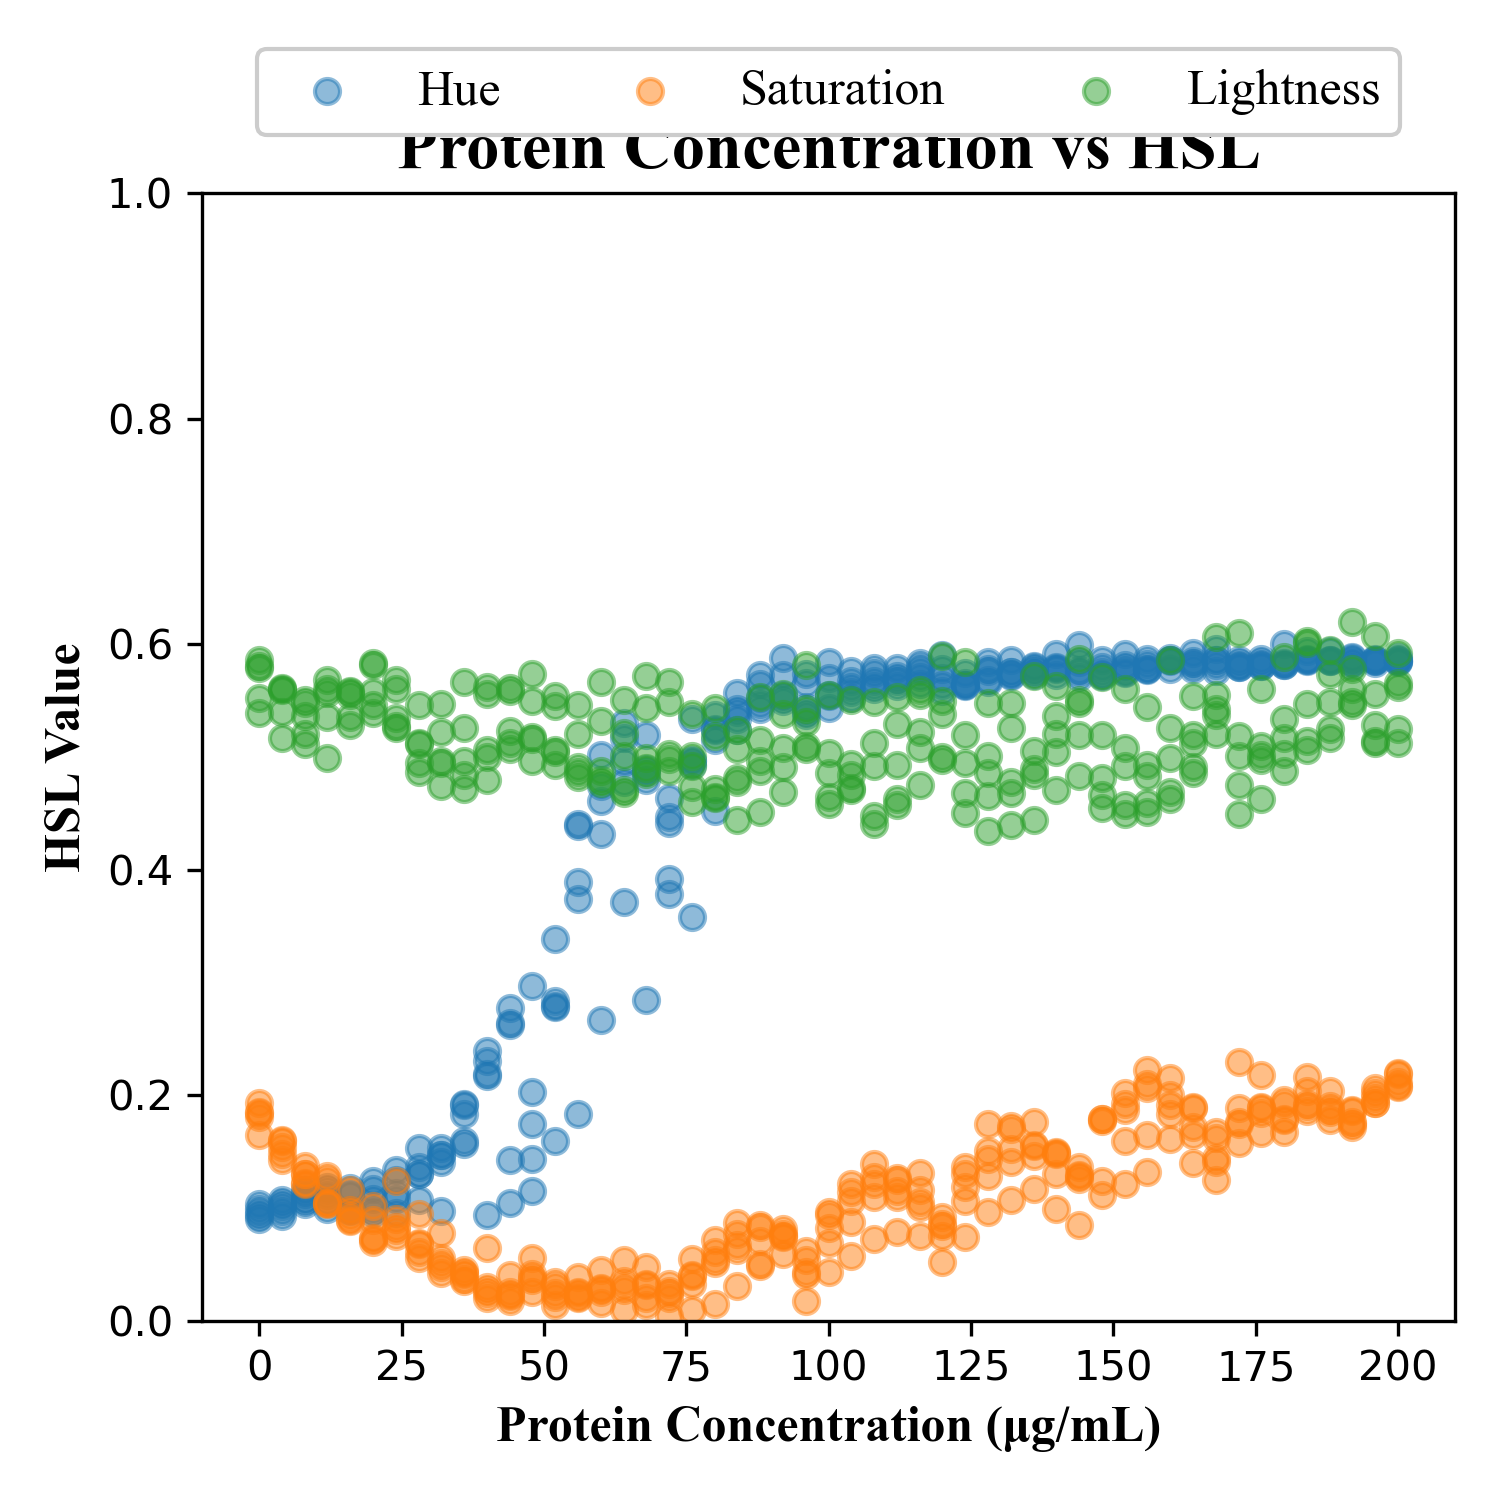 Hue Saturation Lightness
Protein Concentration vs HSL
1.0
0.8
0.6
0.4
0.2
0.0
HSL Value
0 25 50 75 100 125 150 175 200
Protein Concentration (μg/mL)